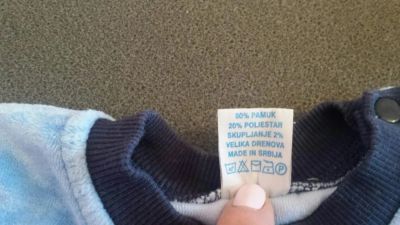 80% PAMUK
20% POLIESTAR
SKUPLJANJE 2%
VELIKA DRENOVA
MADE IN SRBIJA
P